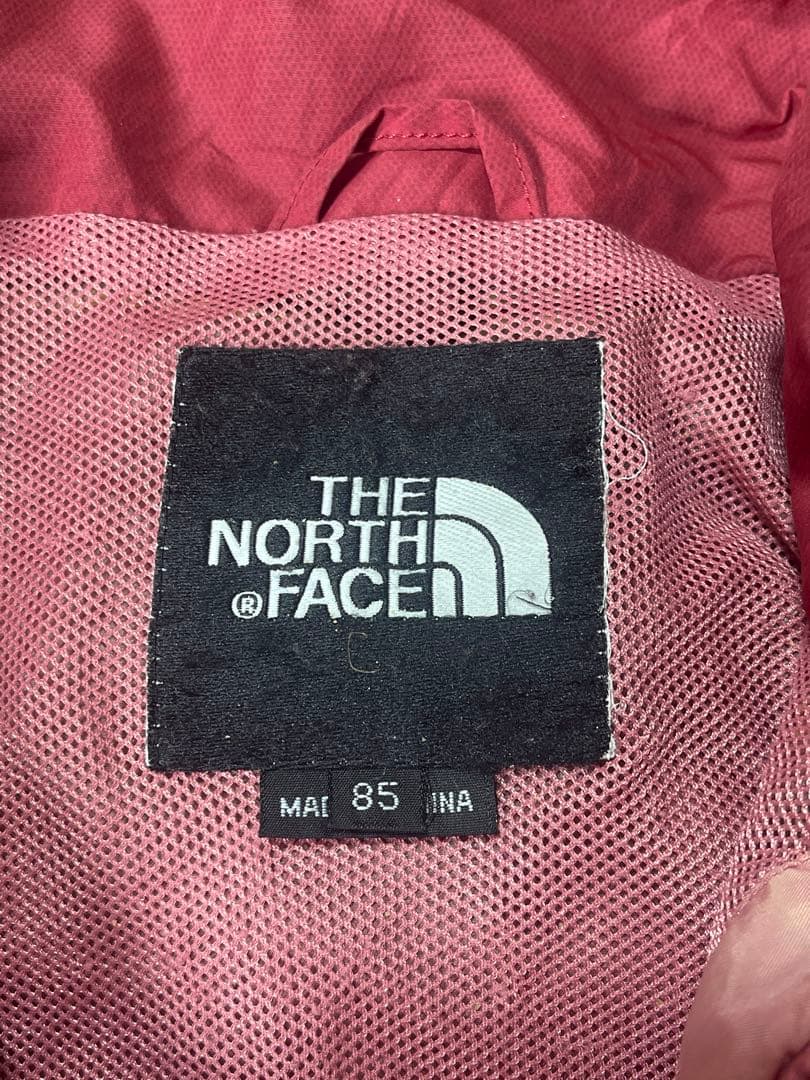 THE
NORTH
® FACE
MAD 85 INA